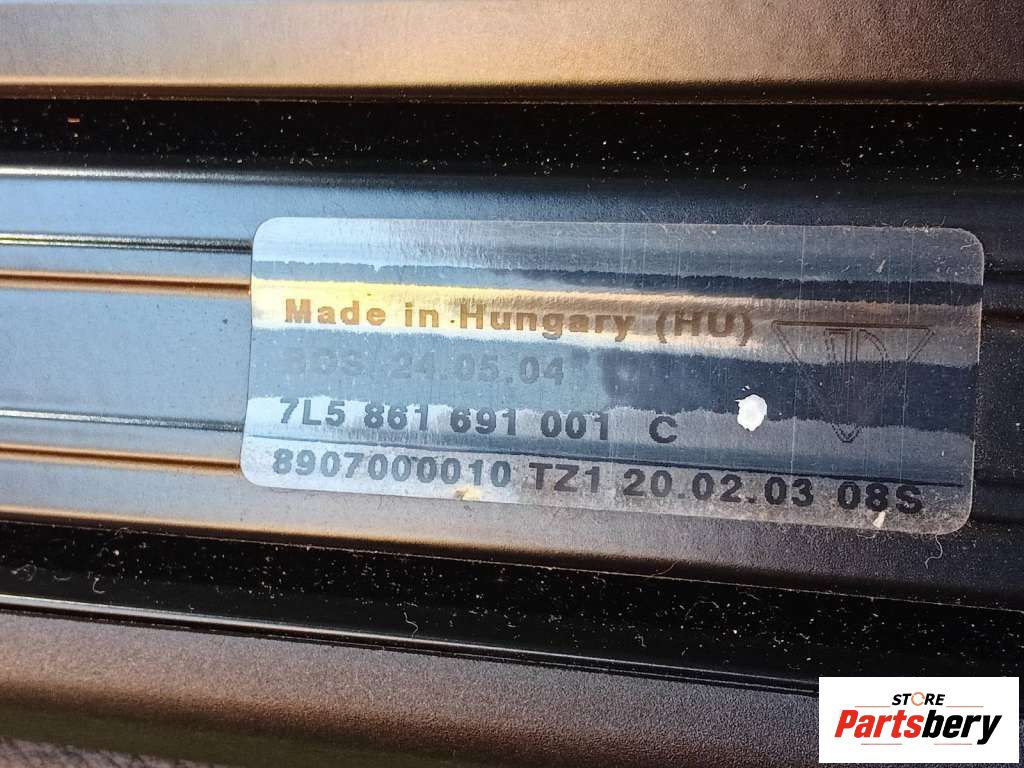 Made in Hungary (HU)
BOS 24.05.04
7L5 861 691 001 C
8907000010 TZ1 20.02.03 08S
STORE
Partsbery